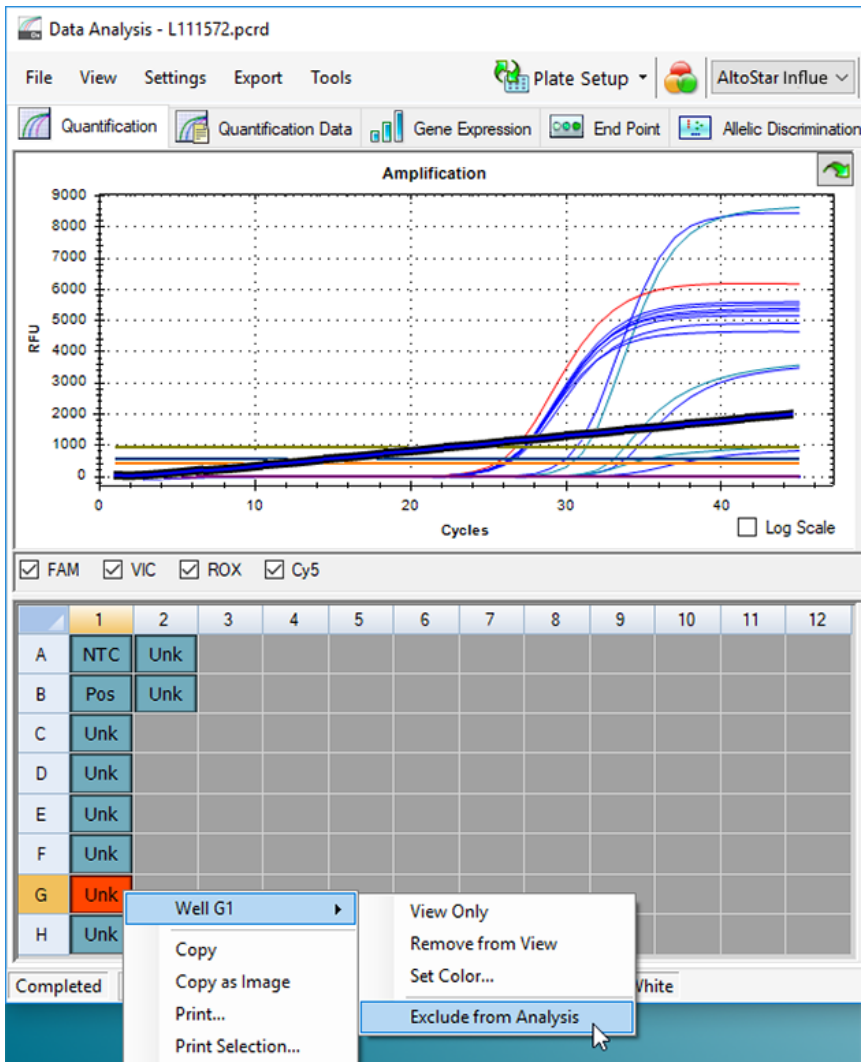 Data Analysis - L111572.pcrd
File View Settings Export Tools Plate Setup AltoStar Influe
Quantification Quantification Data Gene Expression End Point Allelic Discrimination
Amplification
9000
8000
7000
6000
5000
4000
3000
2000
1000
0
RFU
0 10 20 30 40
Cycles
Log Scale
FAM VIC ROX Cy5
1 2 3 4 5 6 7 8 9 10 11 12
A NTC Unk
B Pos Unk
C Unk
D Unk
E Unk
F Unk
G Unk
H Unk
Well G1
Copy
Copy as Image
Print...
Print Selection...
View Only
Remove from View
Set Color...
Exclude from Analysis
Completed